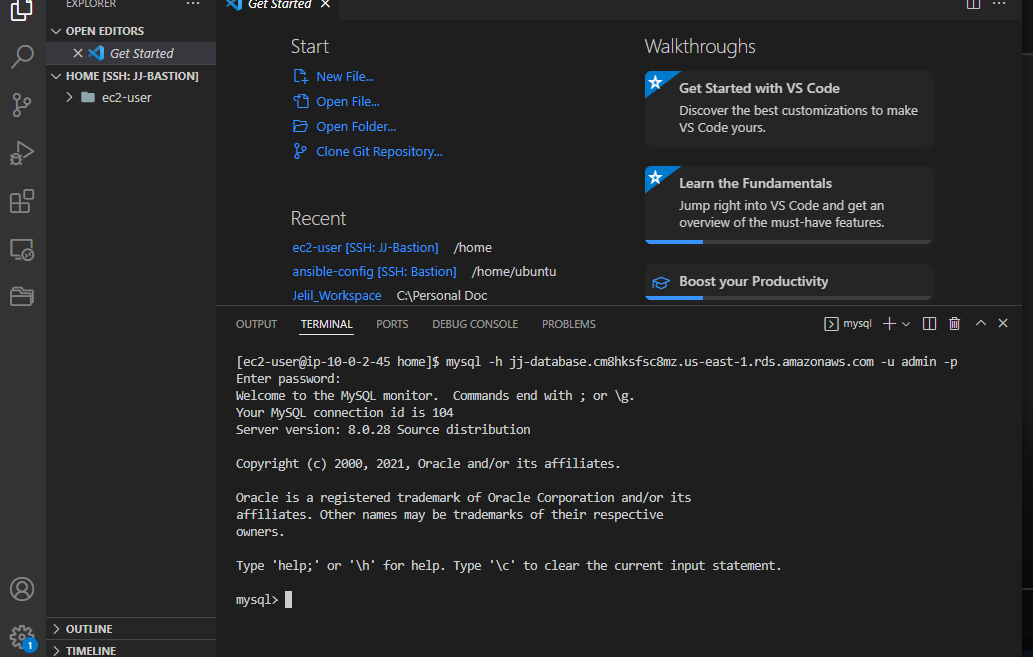 EXPLORER
···
OPEN EDITORS
Get Started
HOME [SSH: JJ-BASTION]
ec2-user
OUTLINE
TIMELINE
1
Get Started
···
Start
New File...
Open File...
Open Folder...
Clone Git Repository...
Recent
ec2-user [SSH: JJ-Bastion] /home
ansible-config [SSH: Bastion] /home/ubuntu
Jelil_Workspace C:\Personal Doc
Walkthroughs
Get Started with VS Code
Discover the best customizations to make
VS Code yours.
Learn the Fundamentals
Jump right into VS Code and get an
overview of the must-have features.
Boost your Productivity
OUTPUT TERMINAL PORTS DEBUG CONSOLE PROBLEMS mysql
[ec2-user@ip-10-0-2-45 home]$ mysql -h jj-database.cm8hksfsc8mz.us-east-1.rds.amazonaws.com -u admin -p
Enter password:
Welcome to the MySQL monitor.  Commands end with ; or \g.
Your MySQL connection id is 104
Server version: 8.0.28 Source distribution
Copyright (c) 2000, 2021, Oracle and/or its affiliates.
Oracle is a registered trademark of Oracle Corporation and/or its
affiliates. Other names may be trademarks of their respective
owners.
Type 'help;' or '\h' for help. Type '\c' to clear the current input statement.
mysql>